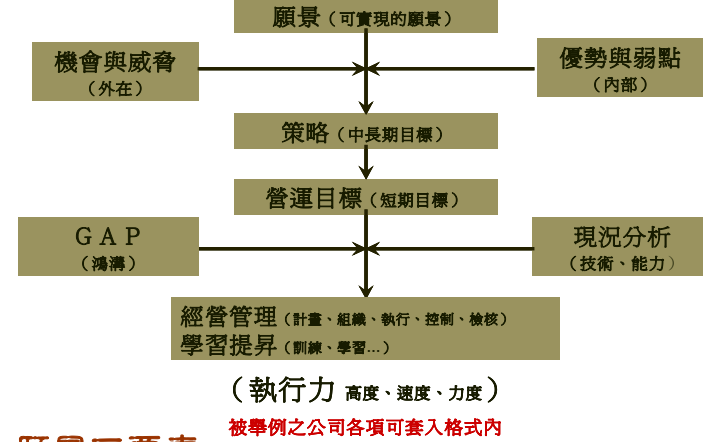 願景（可實現的願景）
機會與威脅
（外在）
優勢與弱點
（內部）
策略（中長期目標）
營運目標（短期目標）
ＧＡＰ
（鴻溝）
現況分析
（技術、能力）
經營管理（計畫、組織、執行、控制、檢核）
學習提昇（訓練、學習...）
（執行力 高度、速度、力度）
被舉例之公司各項可套入格式內